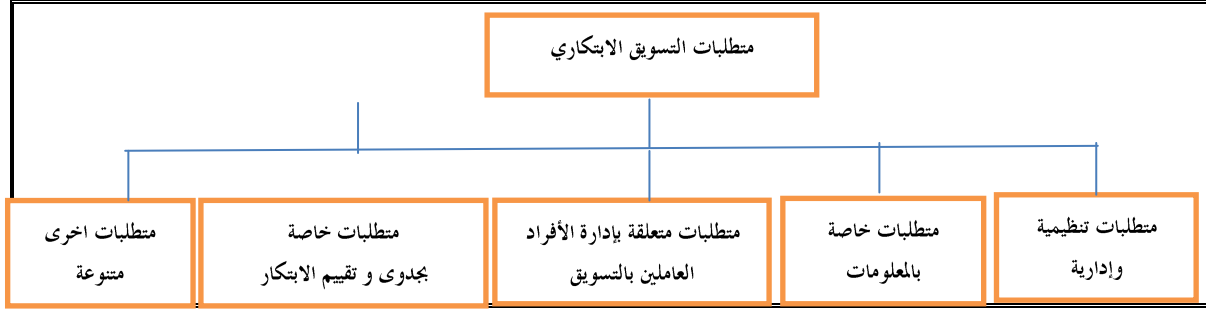 متطلبات التسويق الابتكاري
متطلبات تنظيمية
وإدارية
متطلبات خاصة
بالمعلومات
متطلبات متعلقة بإدارة الأفراد
العاملين بالتسويق
متطلبات خاصة
بجدوى و تقييم الابتكار
متطلبات اخرى
متنوعة